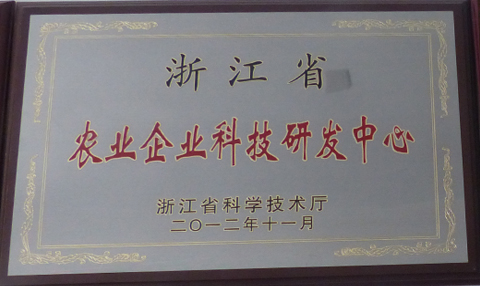 浙江省
农业企业科技研发中心
浙江省科学技术厅
二〇一二年十一月